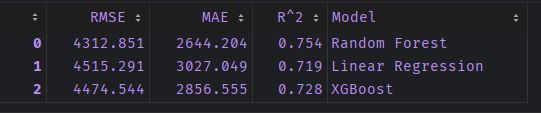 RMSE MAE R^2 Model
0 4312.851 2644.204 0.754 Random Forest
1 4515.291 3027.049 0.719 Linear Regression
2 4474.544 2856.555 0.728 XGBoost